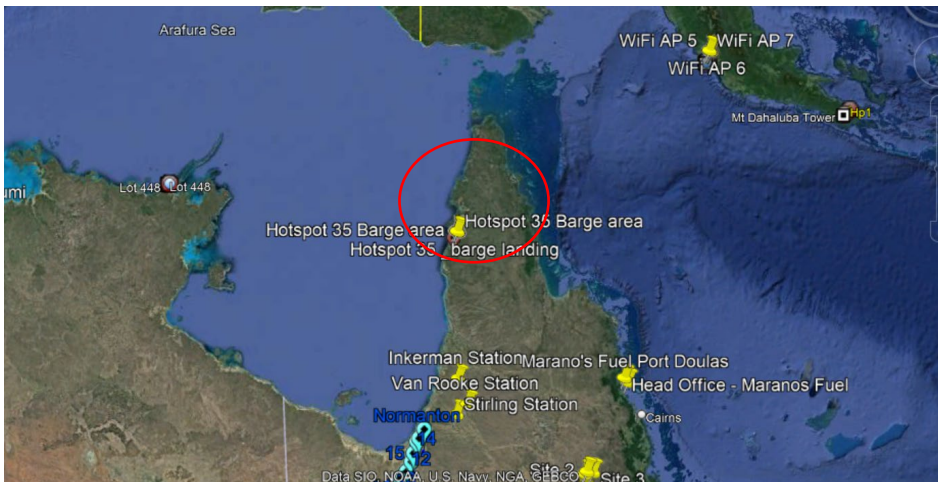 Arafura Sea
WiFi AP 5
WiFi AP 7
WiFi AP 6
Mt Dahaluba Tower
Hp1
umi
Lot 448
Lot 448
Hotspot 35 Barge area
Hotspot 35 Barge area
Hotspot 35_ barge landing
Inkerman Station
Marano's Fuel Port Doulas
Van Rooke Station
Head Office - Maranos Fuel
Stirling Station
Normanton
Cairns
14
15
12
Site 2
Site 3
Data SIO, NOAA, U.S. Navy, NGA, GEBCO